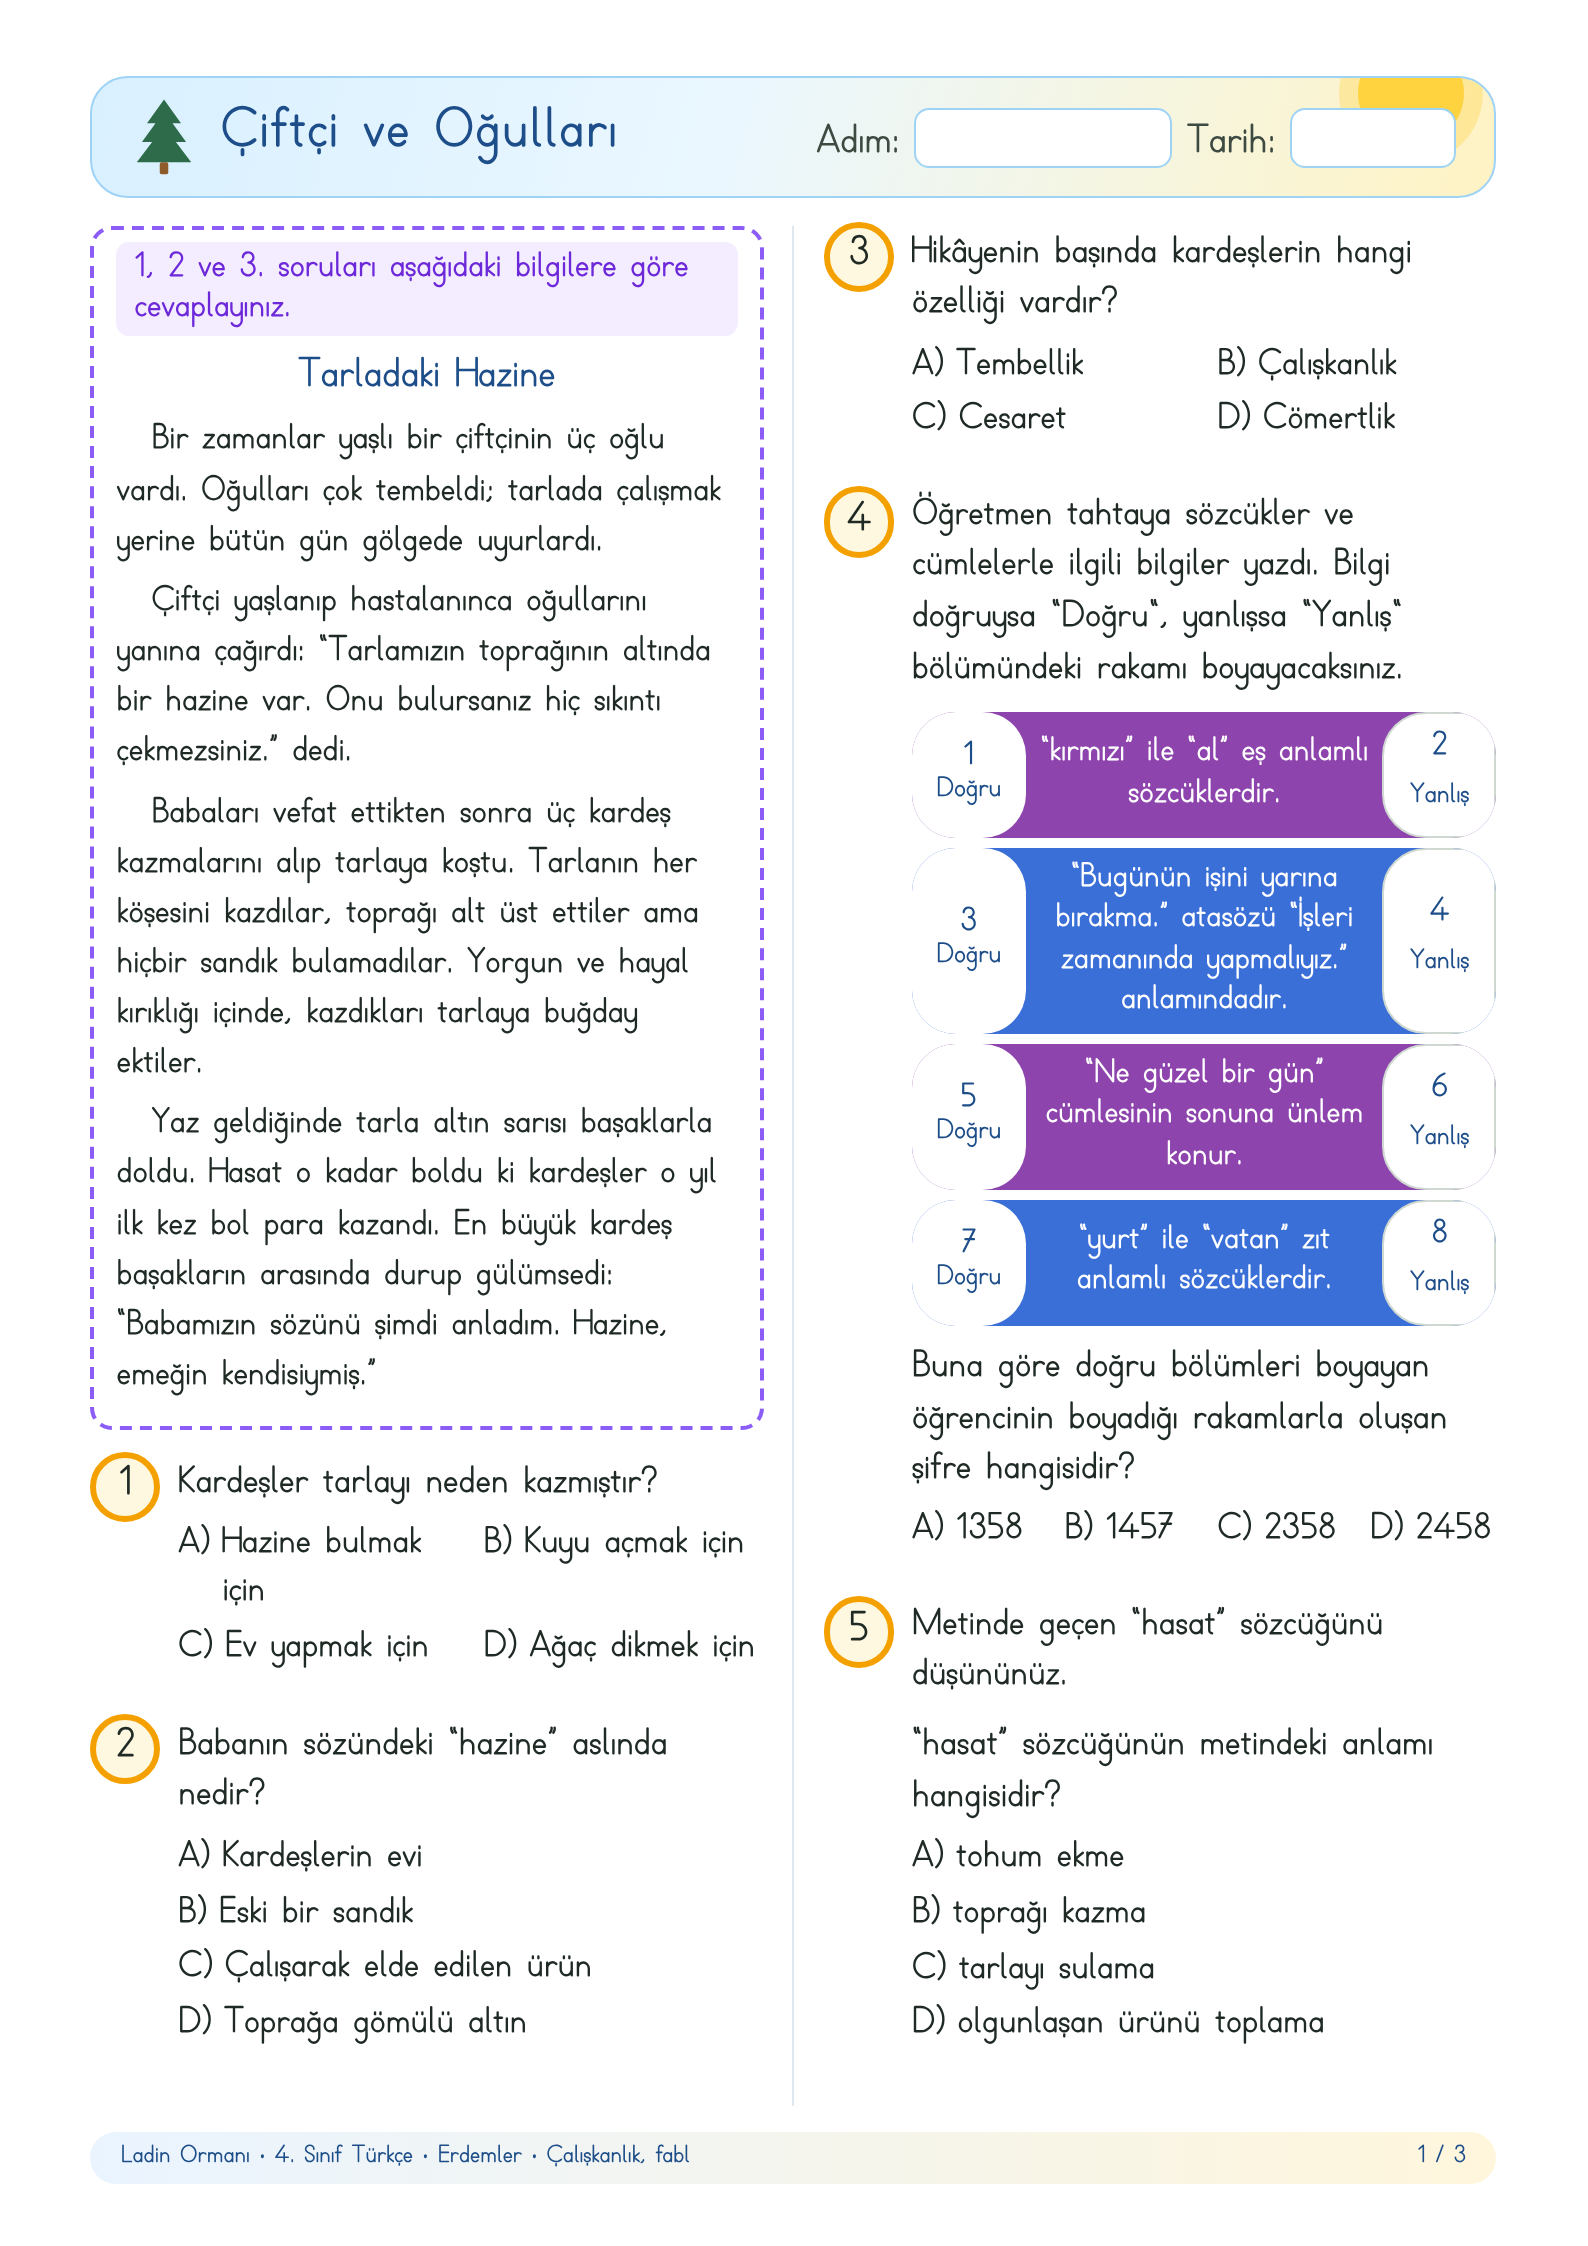 Çiftçi ve Oğulları
Adım:
Tarih:
1, 2 ve 3. soruları aşağıdaki bilgilere göre
cevaplayınız.
Tarladaki Hazine
Bir zamanlar yaşlı bir çiftçinin üç oğlu
vardı. Oğulları çok tembeldi; tarlada çalışmak
yerine bütün gün gölgede uyurlardı.
Çiftçi yaşlanıp hastalanınca oğullarını
yanına çağırdı: “Tarlamızın toprağının altında
bir hazine var. Onu bulursanız hiç sıkıntı
çekmezsiniz.” dedi.
Babaları vefat ettikten sonra üç kardeş
kazmalarını alıp tarlaya koştu. Tarlanın her
köşesini kazdılar, toprağı alt üst ettiler ama
hiçbir sandık bulamadılar. Yorgun ve hayal
kırıklığı içinde, kazdıkları tarlaya buğday
ektiler.
Yaz geldiğinde tarla altın sarısı başaklarla
doldu. Hasat o kadar boldu ki kardeşler o yıl
ilk kez bol para kazandı. En büyük kardeş
başakların arasında durup gülümsedi:
“Babamızın sözünü şimdi anladım. Hazine,
emeğin kendisiymiş.”
1
Kardeşler tarlayı neden kazmıştır?
A) Hazine bulmak için
B) Kuyu açmak için
C) Ev yapmak için
D) Ağaç dikmek için
2
Babanın sözündeki “hazine” aslında
nedir?
A) Kardeşlerin evi
B) Eski bir sandık
C) Çalışarak elde edilen ürün
D) Toprağa gömülü altın
3
Hikâyenin başında kardeşlerin hangi
özelliği vardır?
A) Tembellik
B) Çalışkanlık
C) Cesaret
D) Cömertlik
4
Öğretmen tahtaya sözcükler ve
cümlelerle ilgili bilgiler yazdı. Bilgi
doğruysa “Doğru“, yanlışsa “Yanlış“
bölümündeki rakamı boyayacaksınız.
1
Doğru
“kırmızı” ile “al” eş anlamlı
sözcüklerdir.
2
Yanlış
3
Doğru
“Bugünün işini yarına
bırakma.” atasözü “İşleri
zamanında yapmalıyız.”
anlamındadır.
4
Yanlış
5
Doğru
“Ne güzel bir gün”
cümlesinin sonuna ünlem
konur.
6
Yanlış
7
Doğru
“yurt” ile “vatan” zıt
anlamlı sözcüklerdir.
8
Yanlış
Buna göre doğru bölümleri boyayan
öğrencinin boyadığı rakamlarla oluşan
şifre hangisidir?
A) 1358
B) 1457
C) 2358
D) 2458
5
Metinde geçen “hasat” sözcüğünü
düşününüz.
“hasat” sözcüğünün metindeki anlamı
hangisidir?
A) tohum ekme
B) toprağı kazma
C) tarlayı sulama
D) olgunlaşan ürünü toplama
Ladin Ormanı • 4. Sınıf Türkçe • Erdemler • Çalışkanlık, fabl
1 / 3